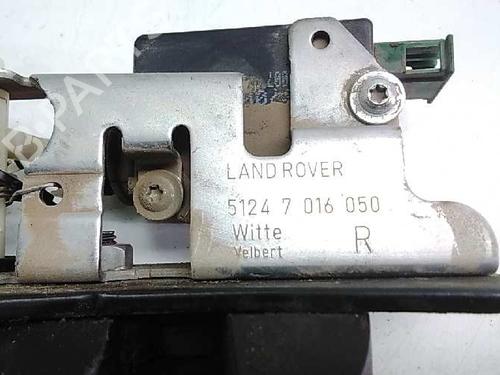 LAND ROVER
5124 7 016 050
Witte
Velbert R